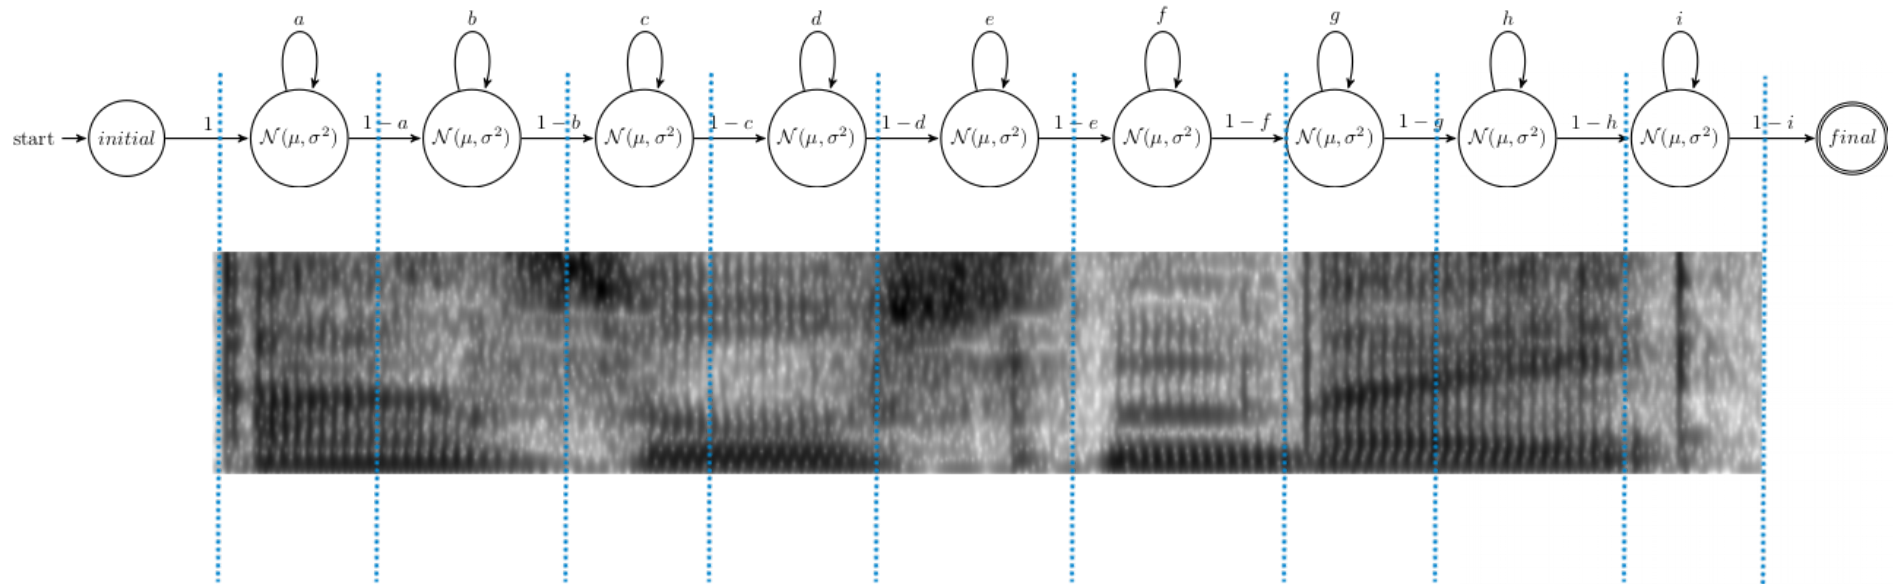 a b c d e f g h i
start initial 1 𝒩(μ, σ²) 1 − a 𝒩(μ, σ²) 1 − b 𝒩(μ, σ²) 1 − c 𝒩(μ, σ²) 1 − d 𝒩(μ, σ²) 1 − e 𝒩(μ, σ²) 1 − f 𝒩(μ, σ²) 1 − g 𝒩(μ, σ²) 1 − h 𝒩(μ, σ²) 1 − i final